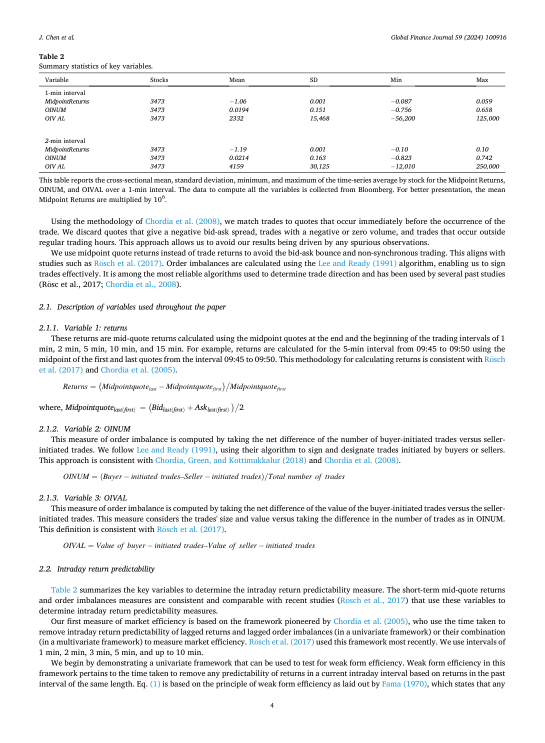 J. Chen et al.
Global Finance Journal 59 (2024) 100916
Table 2
Summary statistics of key variables.
Variable Stocks Mean SD Min Max
1-min interval
MidpointReturns 3473 −1.06 0.001 −0.087 0.059
OINUM 3473 0.0194 0.151 −0.756 0.658
OIV AL 3473 2332 15,468 −56,200 125,000
2-min interval
MidpointReturns 3473 −1.19 0.001 −0.10 0.10
OINUM 3473 0.0214 0.163 −0.823 0.742
OIV AL 3473 4159 30,125 −12,010 250,000
This table reports the cross-sectional mean, standard deviation, minimum, and maximum of the time-series average by stock for the Midpoint Returns,
OINUM, and OIVAL over a 1-min interval. The data to compute all the variables is collected from Bloomberg. For better presentation, the mean
Midpoint Returns are multiplied by 10⁶.
Using the methodology of Chordia et al. (2008), we match trades to quotes that occur immediately before the occurrence of the
trade. We discard quotes that give a negative bid-ask spread, trades with a negative or zero volume, and trades that occur outside
regular trading hours. This approach allows us to avoid our results being driven by any spurious observations.
We use midpoint quote returns instead of trade returns to avoid the bid-ask bounce and non-synchronous trading. This aligns with
studies such as Rösch et al. (2017). Order imbalances are calculated using the Lee and Ready (1991) algorithm, enabling us to sign
trades effectively. It is among the most reliable algorithms used to determine trade direction and has been used by several past studies
(Rösc et al., 2017; Chordia et al., 2008).
2.1. Description of variables used throughout the paper
2.1.1. Variable 1: returns
These returns are mid-quote returns calculated using the midpoint quotes at the end and the beginning of the trading intervals of 1
min, 2 min, 5 min, 10 min, and 15 min. For example, returns are calculated for the 5-min interval from 09:45 to 09:50 using the
midpoint of the first and last quotes from the interval 09:45 to 09:50. This methodology for calculating returns is consistent with Rösch
et al. (2017) and Chordia et al. (2005).
Returns = (Midpointquote_last − Midpointquote_first)/Midpointquote_first
where, Midpointquote_last(first) = (Bid_last(first) + Ask_last(first))/2
2.1.2. Variable 2: OINUM
This measure of order imbalance is computed by taking the net difference of the number of buyer-initiated trades versus seller-
initiated trades. We follow Lee and Ready (1991), using their algorithm to sign and designate trades initiated by buyers or sellers.
This approach is consistent with Chordia, Green, and Kottimukkalur (2018) and Chordia et al. (2008).
OINUM = (Buyer − initiated trades–Seller − initiated trades)/Total number of trades
2.1.3. Variable 3: OIVAL
This measure of order imbalance is computed by taking the net difference of the value of the buyer-initiated trades versus the seller-
initiated trades. This measure considers the trades' size and value versus taking the difference in the number of trades as in OINUM.
This definition is consistent with Rösch et al. (2017).
OIVAL = Value of buyer − initiated trades–Value of seller − initiated trades
2.2. Intraday return predictability
Table 2 summarizes the key variables to determine the intraday return predictability measure. The short-term mid-quote returns
and order imbalances measures are consistent and comparable with recent studies (Rösch et al., 2017) that use these variables to
determine intraday return predictability measures.
Our first measure of market efficiency is based on the framework pioneered by Chordia et al. (2005), who use the time taken to
remove intraday return predictability of lagged returns and lagged order imbalances (in a univariate framework) or their combination
(in a multivariate framework) to measure market efficiency. Rösch et al. (2017) used this framework most recently. We use intervals of
1 min, 2 min, 3 min, 5 min, and up to 10 min.
We begin by demonstrating a univariate framework that can be used to test for weak form efficiency. Weak form efficiency in this
framework pertains to the time taken to remove any predictability of returns in a current intraday interval based on returns in the past
interval of the same length. Eq. (1) is based on the principle of weak form efficiency as laid out by Fama (1970), which states that any
4